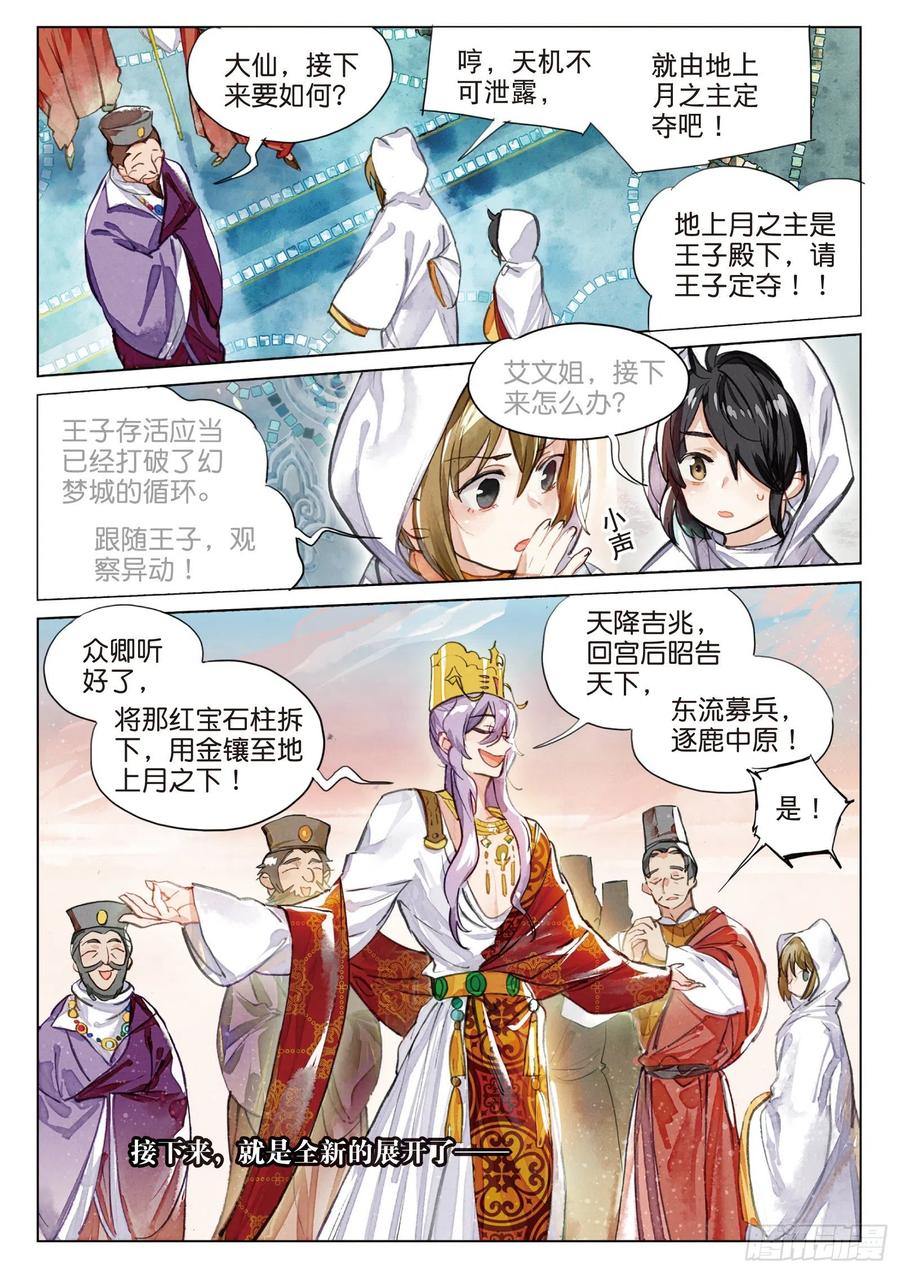 大仙，接下
来要如何？
哼，天机不
可泄露，
就由地上
月之主定
夺吧！
地上月之主是
王子殿下，请
王子定夺！！
艾文姐，接下
来怎么办？
小声
王子存活应当
已经打破了幻
梦城的循环。
跟随王子，观
察异动！
众卿听
好了，
将那红宝石柱拆
下，用金镶至地
上月之下！
天降吉兆，
回宫后昭告
天下，
东流募兵，
逐鹿中原！
是！
接下来，就是全新的展开了——
腾讯动漫